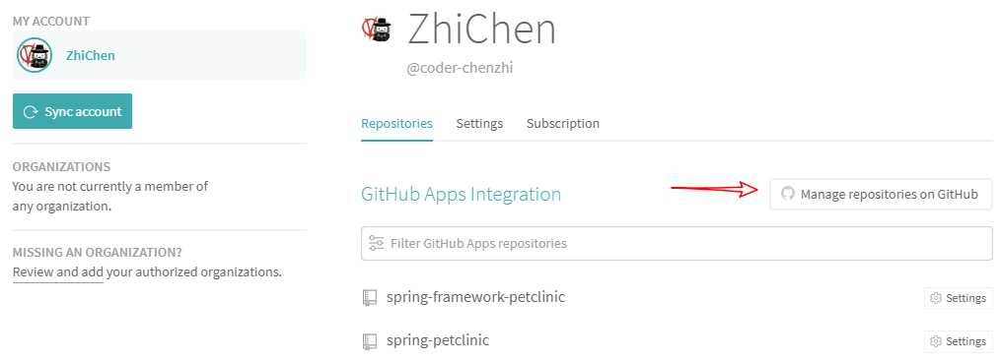 MY ACCOUNT
ZhiChen
Sync account
ORGANIZATIONS
You are not currently a member of
any organization.
MISSING AN ORGANIZATION?
Review and add your authorized organizations.
ZhiChen
@coder-chenzhi
Repositories Settings Subscription
GitHub Apps Integration
Manage repositories on GitHub
Filter GitHub Apps repositories
spring-framework-petclinic Settings
spring-petclinic Settings